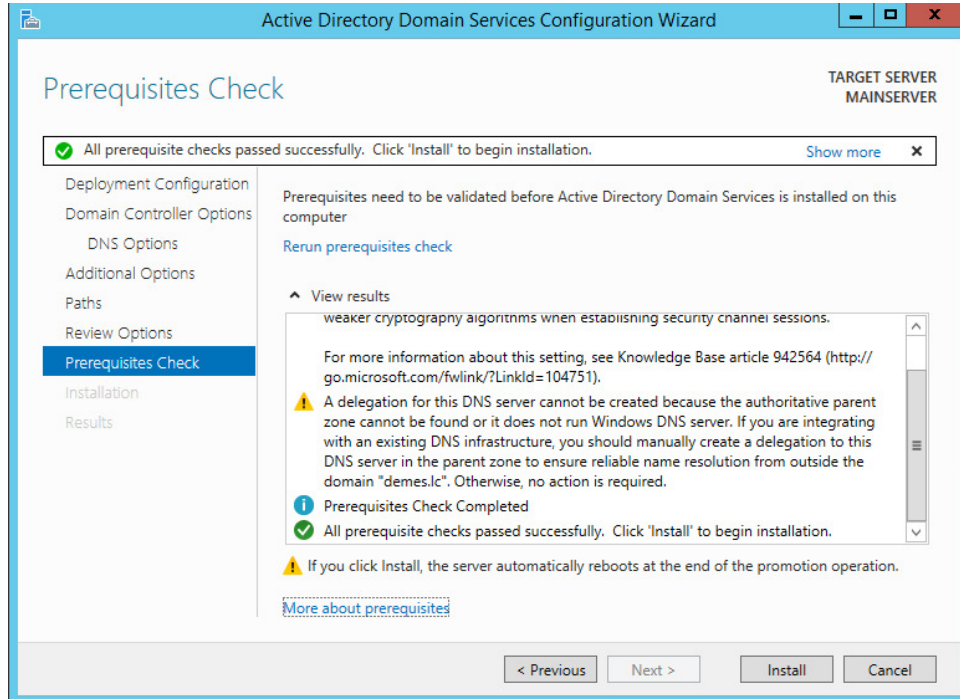 Active Directory Domain Services Configuration Wizard
Prerequisites Check
TARGET SERVER
MAINSERVER
All prerequisite checks passed successfully. Click 'Install' to begin installation.
Show more
Deployment Configuration
Domain Controller Options
DNS Options
Additional Options
Paths
Review Options
Prerequisites Check
Installation
Results
Prerequisites need to be validated before Active Directory Domain Services is installed on this
computer
Rerun prerequisites check
View results
weaker cryptography algorithms when establishing security channel sessions.
For more information about this setting, see Knowledge Base article 942564 (http://
go.microsoft.com/fwlink/?LinkId=104751).
A delegation for this DNS server cannot be created because the authoritative parent
zone cannot be found or it does not run Windows DNS server. If you are integrating
with an existing DNS infrastructure, you should manually create a delegation to this
DNS server in the parent zone to ensure reliable name resolution from outside the
domain "demes.lc". Otherwise, no action is required.
Prerequisites Check Completed
All prerequisite checks passed successfully. Click 'Install' to begin installation.
If you click Install, the server automatically reboots at the end of the promotion operation.
More about prerequisites
< Previous
Next >
Install
Cancel